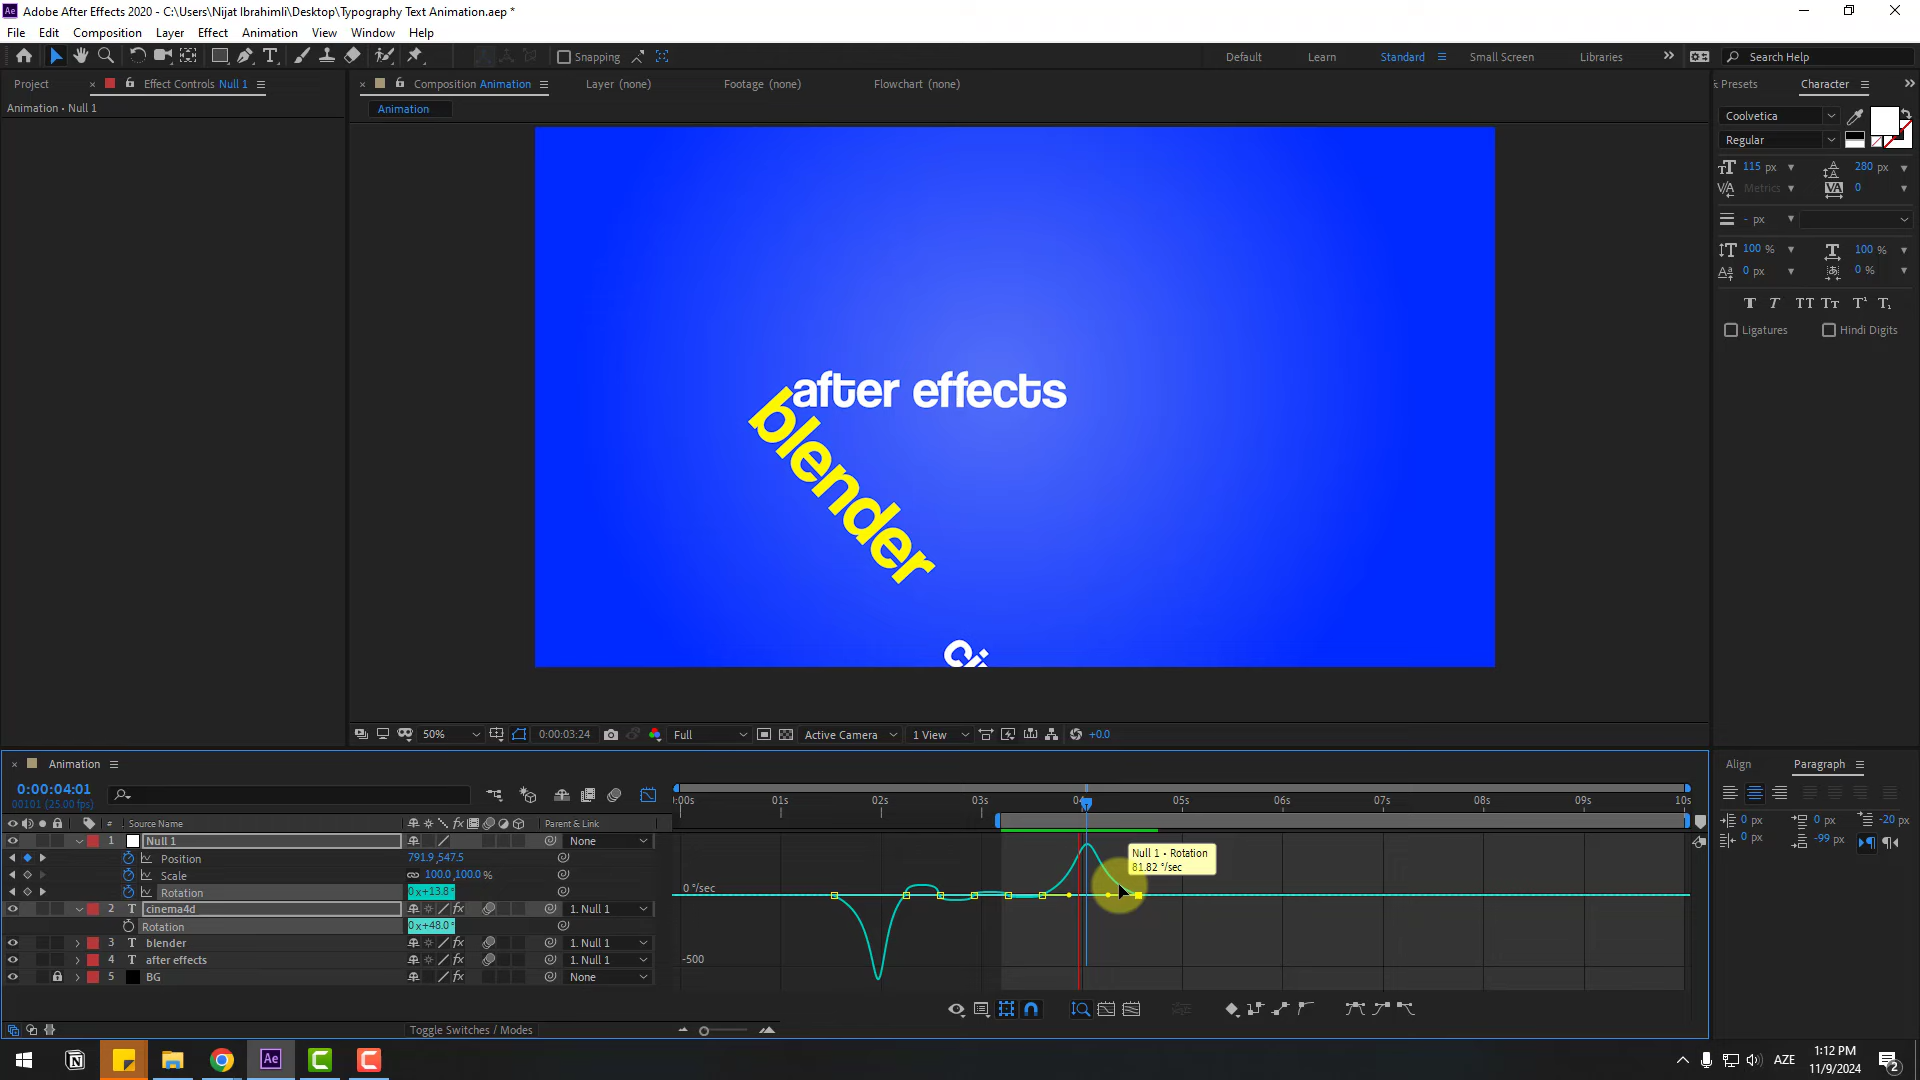 Adobe After Effects 2020 - C:\Users\Nijat Ibrahimli\Desktop\Typography Text Animation.aep *
File Edit Composition Layer Effect Animation View Window Help
Snapping
Default Learn Standard Small Screen Libraries Search Help
Project Effect Controls Null 1
Composition Animation Layer (none) Footage (none) Flowchart (none)
Presets Character
Animation • Null 1
Animation
Coolvetica
Regular
115 px 280 px
Metrics 0
- px
100 % 100 %
0 px 0 %
Ligatures Hindi Digits
after effects
blender
ci
50% 0:00:03:24 Full Active Camera 1 View +0.0
Animation
Align Paragraph
0:00:04:01
00101 (25.00 fps)
0 px 0 px -20 px
0 px -99 px
:00s 01s 02s 03s 04 05s 06s 07s 08s 09s 10s
# Source Name Parent & Link
1 Null 1 None
Position 791.9,547.5
Scale 100.0,100.0 %
Rotation 0x+13.8°
2 T cinema4d 1. Null 1
Rotation 0x+48.0°
3 T blender 1. Null 1
4 T after effects 1. Null 1
5 BG None
0 °/sec
-500
Null 1 • Rotation
81.82 °/sec
Toggle Switches / Modes
AZE 1:12 PM
11/9/2024
2